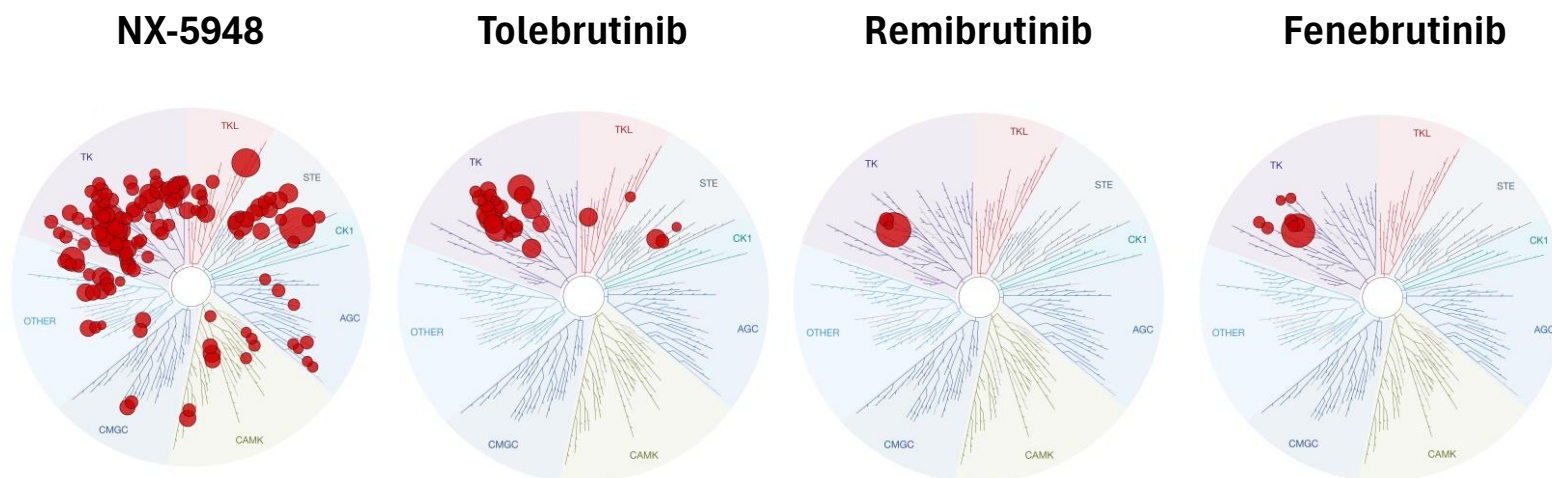 NX-5948
Tolebrutinib
Remibrutinib
Fenebrutinib
TKL
TK
STE
CK1
AGC
OTHER
CMGC
CAMK
TKL
TK
STE
CK1
AGC
OTHER
CMGC
CAMK
TKL
TK
STE
CK1
AGC
OTHER
CMGC
CAMK
TKL
TK
STE
CK1
AGC
OTHER
CMGC
CAMK